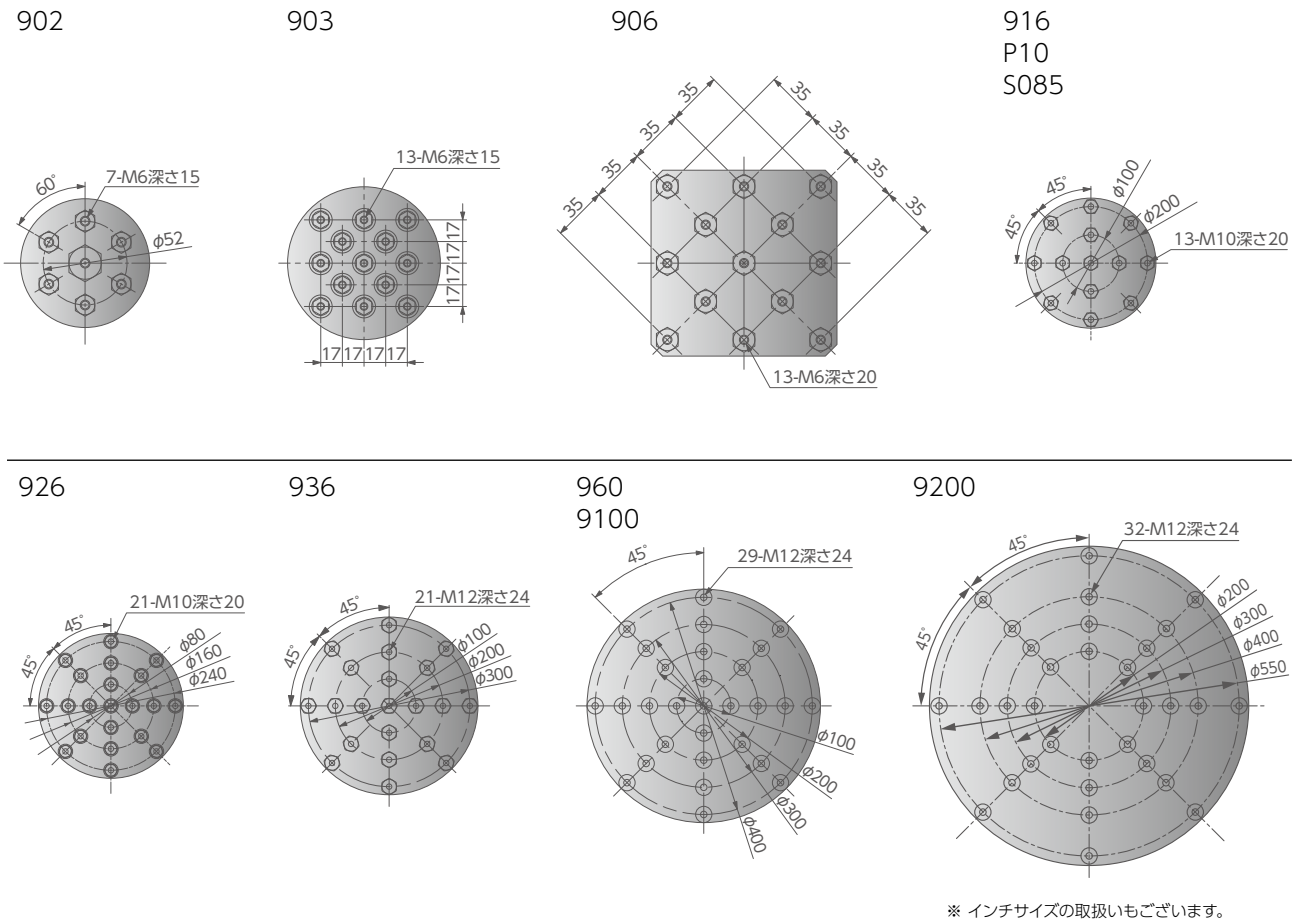 902
903
906
916
P10
S085
60°
7-M6深さ15
φ52
13-M6深さ15
17
17
17
17
17
17
17
17
35
35
35
35
35
35
35
35
13-M6深さ20
45°
45°
φ100
φ200
13-M10深さ20
926
936
960
9100
9200
45°
45°
21-M10深さ20
φ80
φ160
φ240
45°
45°
21-M12深さ24
φ100
φ200
φ300
45°
29-M12深さ24
φ100
φ200
φ300
φ400
45°
45°
32-M12深さ24
φ200
φ300
φ400
φ550
※ インチサイズの取扱いもございます。